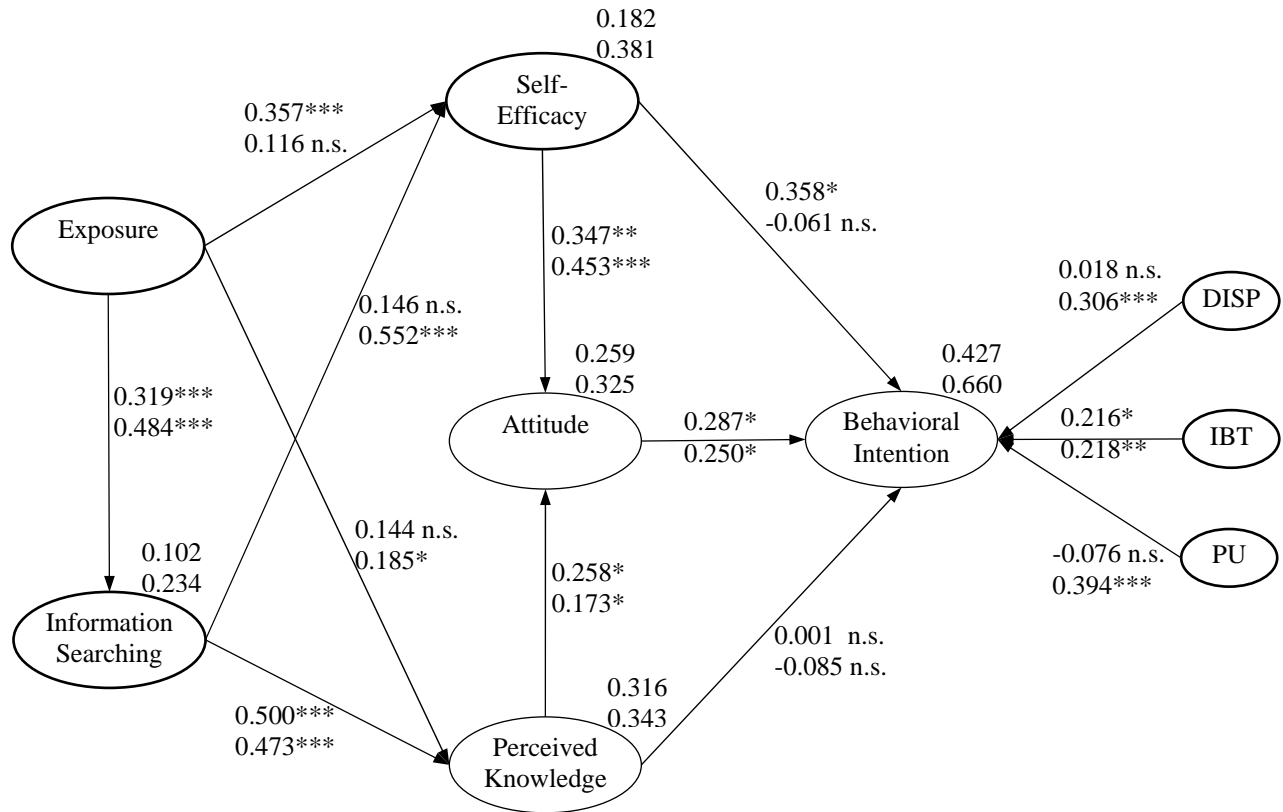 0.182
0.381
Self-
Efficacy
0.357***
0.116 n.s.
Exposure
0.358*
-0.061 n.s.
0.347**
0.453***
0.018 n.s.
0.306***
DISP
0.146 n.s.
0.552***
0.259
0.325
0.427
0.660
0.319***
0.484***
Attitude
0.287*
0.250*
Behavioral
Intention
0.216*
0.218**
IBT
0.144 n.s.
0.185*
0.102
0.234
-0.076 n.s.
0.394***
PU
0.258*
0.173*
Information
Searching
0.001 n.s.
-0.085 n.s.
0.316
0.343
0.500***
0.473***
Perceived
Knowledge